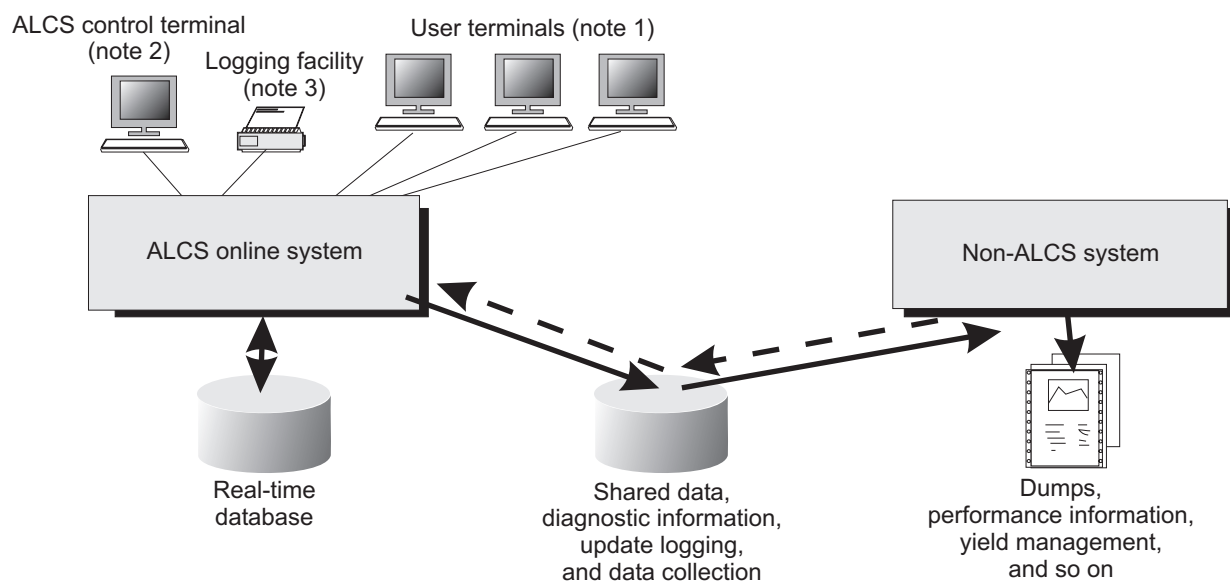 ALCS control terminal
(note 2)
Logging facility
(note 3)
User terminals (note 1)
ALCS online system
Non-ALCS system
Real-time
database
Shared data,
diagnostic information,
update logging,
and data collection
Dumps,
performance information,
yield management,
and so on